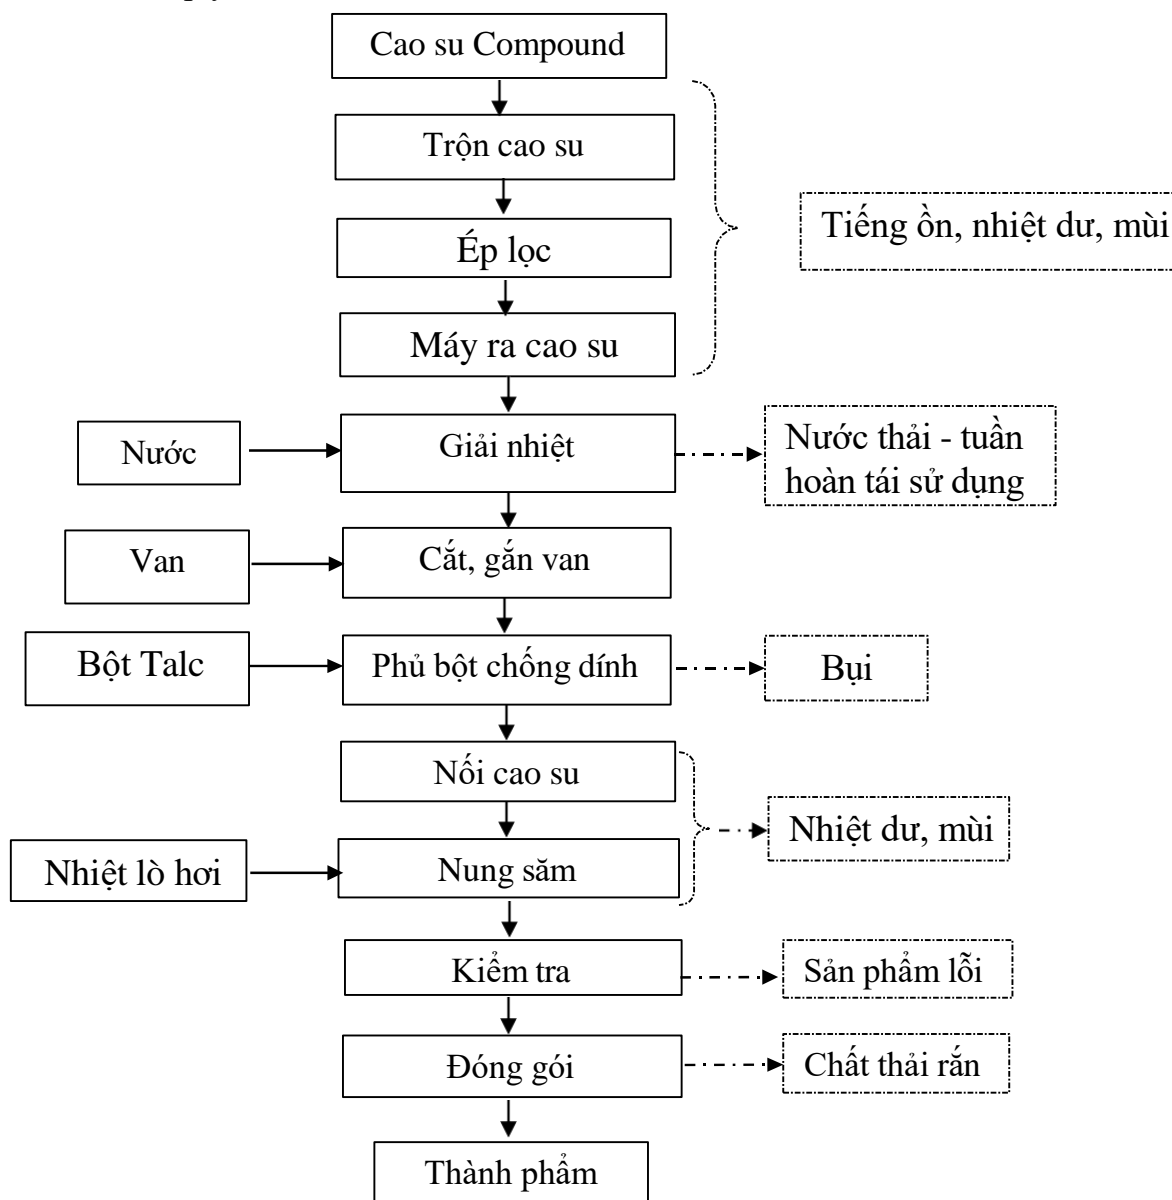 Cao su Compound
Trộn cao su
Ép lọc
Tiếng ồn, nhiệt dư, mùi
Máy ra cao su
Nước
Giải nhiệt
Nước thải - tuần
hoàn tái sử dụng
Van
Cắt, gắn van
Bột Talc
Phủ bột chống dính
Bụi
Nối cao su
Nhiệt dư, mùi
Nhiệt lò hơi
Nung săm
Kiểm tra
Sản phẩm lỗi
Đóng gói
Chất thải rắn
Thành phẩm